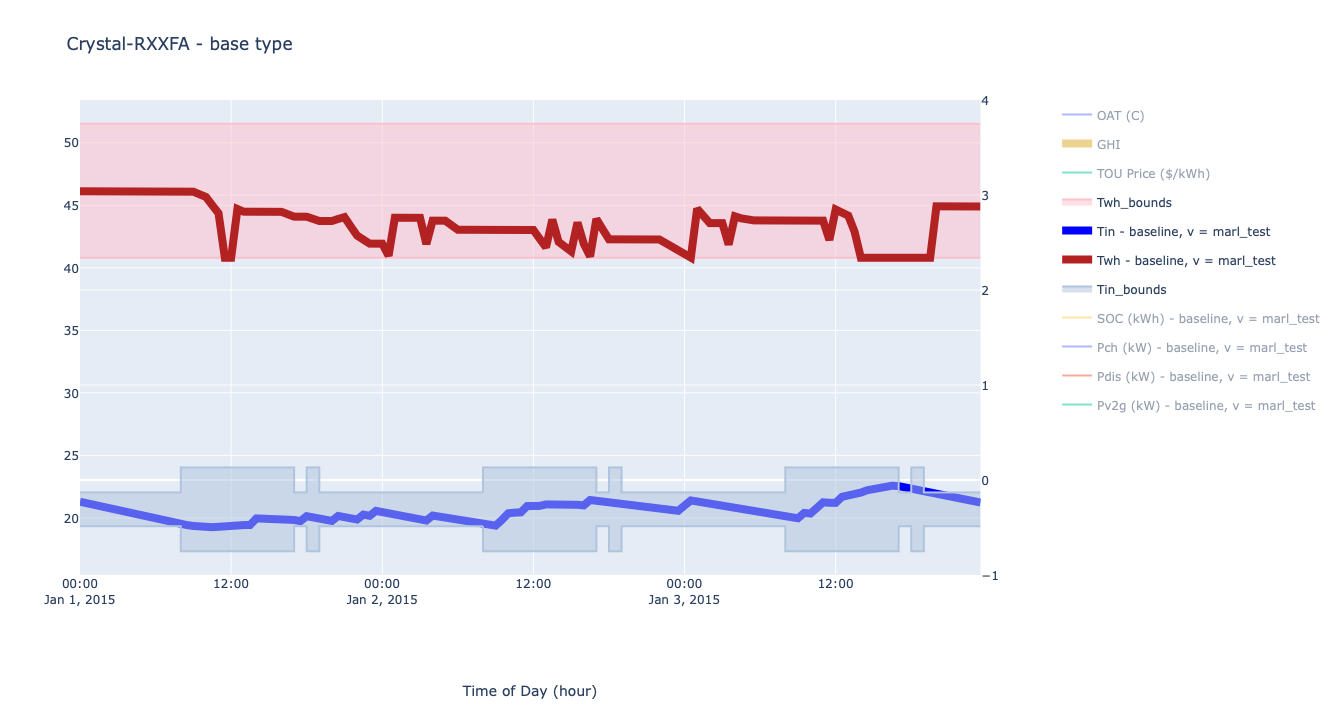 Crystal-RXXFA - base type
50
45
40
35
30
25
20
4
3
2
1
0
−1
00:00
Jan 1, 2015
12:00
00:00
Jan 2, 2015
12:00
00:00
Jan 3, 2015
12:00
Time of Day (hour)
OAT (C)
GHI
TOU Price ($/kWh)
Twh_bounds
Tin - baseline, v = marl_test
Twh - baseline, v = marl_test
Tin_bounds
SOC (kWh) - baseline, v = marl_test
Pch (kW) - baseline, v = marl_test
Pdis (kW) - baseline, v = marl_test
Pv2g (kW) - baseline, v = marl_test